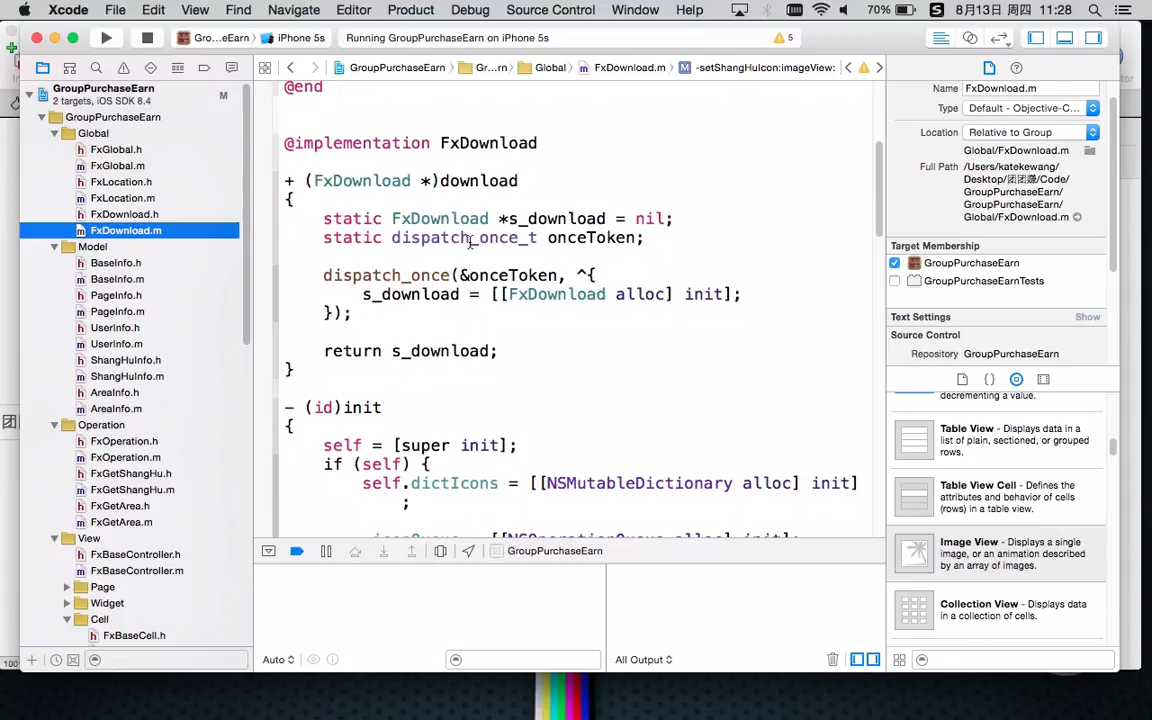 Xcode File Edit View Find Navigate Editor Product Debug Source Control Window Help 70% S 8月13日 周四 11:28
Gro...eEarn iPhone 5s Running GroupPurchaseEarn on iPhone 5s 5
GroupPurchaseEarn Gr...rn Global FxDownload.m M -setShangHuIcon:imageView:
GroupPurchaseEarn M
2 targets, iOS SDK 8.4
GroupPurchaseEarn
Global
h FxGlobal.h
m FxGlobal.m
h FxLocation.h
m FxLocation.m
h FxDownload.h
m FxDownload.m
Model
h BaseInfo.h
m BaseInfo.m
h PageInfo.h
m PageInfo.m
h UserInfo.h
m UserInfo.m
h ShangHuInfo.h
m ShangHuInfo.m
h AreaInfo.h
m AreaInfo.m
Operation
h FxOperation.h
m FxOperation.m
h FxGetShangHu.h
m FxGetShangHu.m
h FxGetArea.h
m FxGetArea.m
View
h FxBaseController.h
m FxBaseController.m
Page
Widget
Cell
h FxBaseCell.h
@end
@implementation FxDownload
+ (FxDownload *)download
{
static FxDownload *s_download = nil;
static dispatch_once_t onceToken;
dispatch_once(&onceToken, ^{
s_download = [[FxDownload alloc] init];
});
return s_download;
}
- (id)init
{
self = [super init];
if (self) {
self.dictIcons = [[NSMutableDictionary alloc] init]
;
GroupPurchaseEarn
Auto
All Output
Name FxDownload.m
Type Default - Objective-C...
Location Relative to Group
Global/FxDownload.m
Full Path /Users/katekewang/
Desktop/团团赚/Code/
GroupPurchaseEarn/
GroupPurchaseEarn/
Global/FxDownload.m
Target Membership
GroupPurchaseEarn
GroupPurchaseEarnTests
Text Settings Show
Source Control
Repository GroupPurchaseEarn
decrementing a value.
Table View - Displays data in a
list of plain, sectioned, or grouped
rows.
Table View Cell - Defines the
attributes and behavior of cells
(rows) in a table view.
Image View - Displays a single
image, or an animation described
by an array of images.
Collection View - Displays data
in a collection of cells.
团
100%